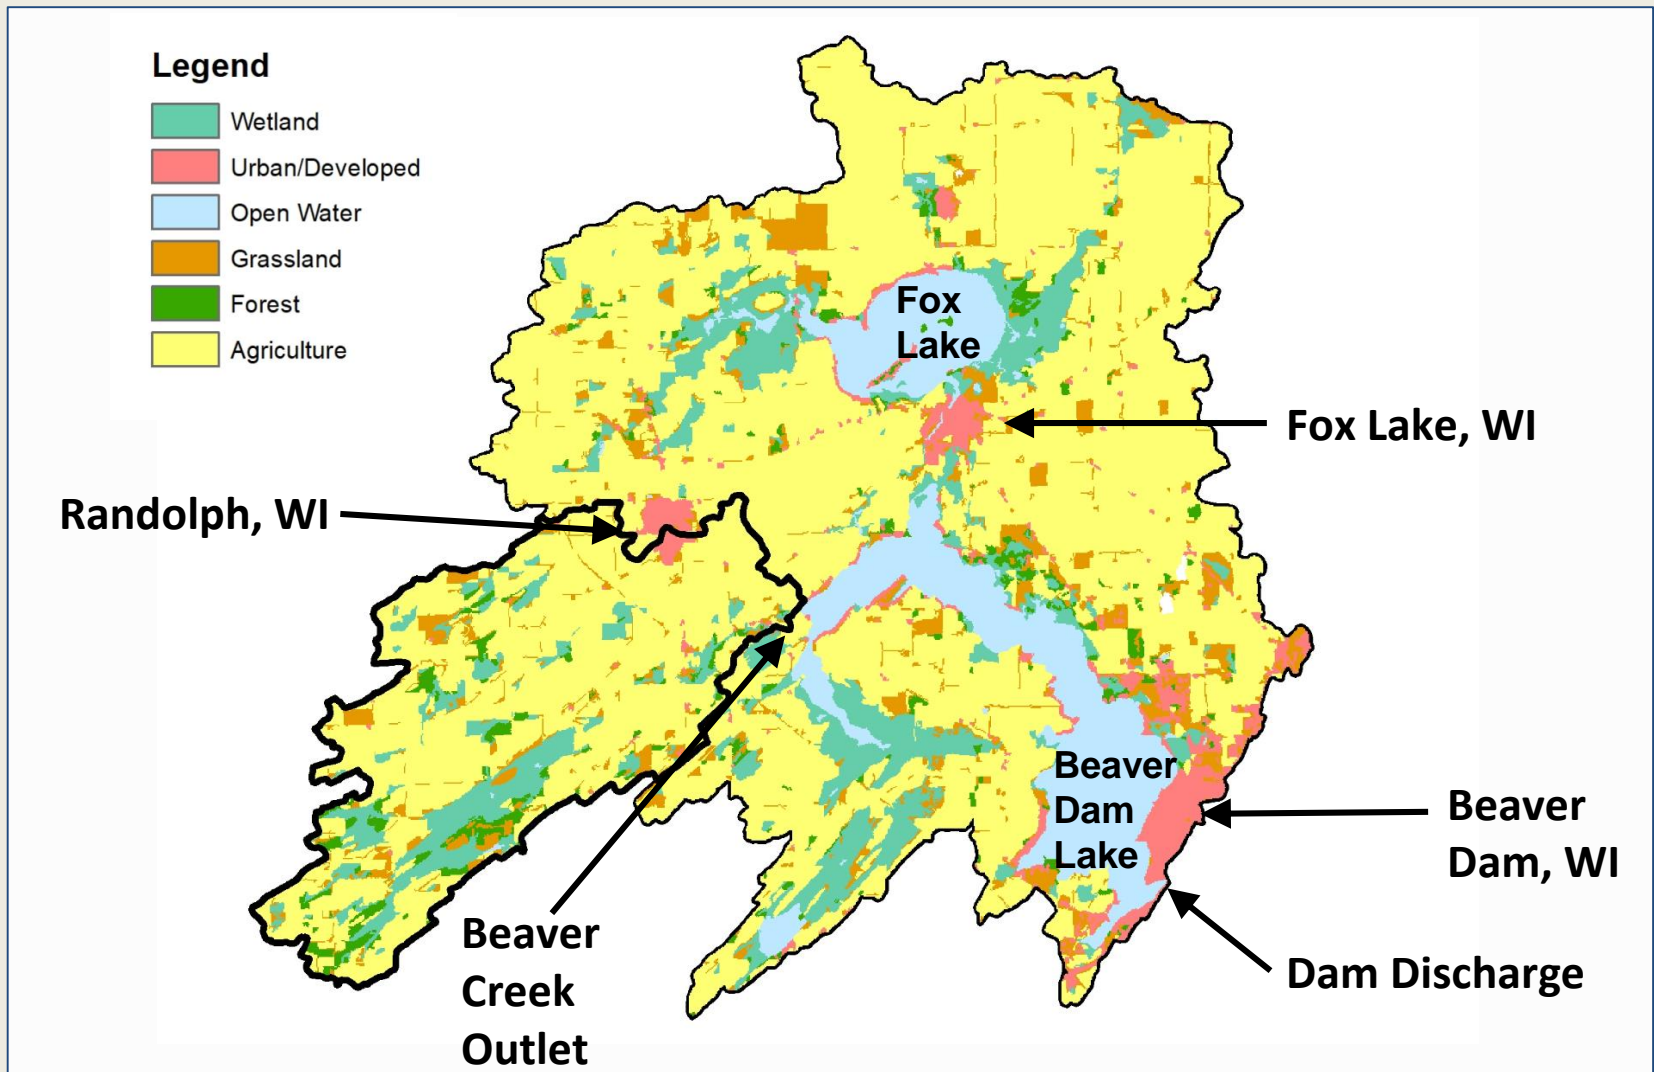 Legend
Wetland
Urban/Developed
Open Water
Grassland
Forest
Agriculture
Fox
Lake
Fox Lake, WI
Randolph, WI
Beaver
Dam
Lake
Beaver
Dam, WI
Beaver
Creek
Outlet
Dam Discharge